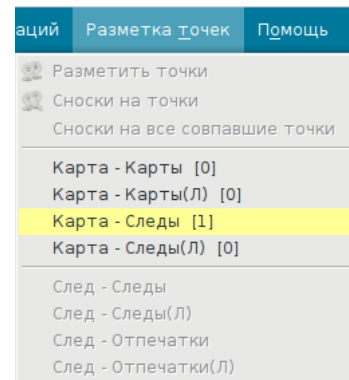 аций Разметка точек Помощь
Разметить точки
Сноски на точки
Сноски на все совпавшие точки
Карта - Карты [0]
Карта - Карты(Л) [0]
Карта - Следы [1]
Карта - Следы(Л) [0]
След - Следы
След - Следы(Л)
След - Отпечатки
След - Отпечатки(Л)